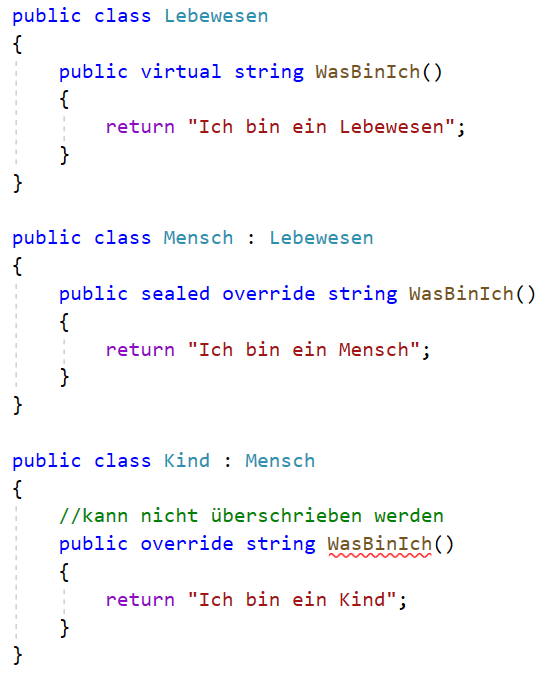 public class Lebewesen
{
    public virtual string WasBinIch()
    {
        return "Ich bin ein Lebewesen";
    }
}

public class Mensch : Lebewesen
{
    public sealed override string WasBinIch()
    {
        return "Ich bin ein Mensch";
    }
}

public class Kind : Mensch
{
    //kann nicht überschrieben werden
    public override string WasBinIch()
    {
        return "Ich bin ein Kind";
    }
}